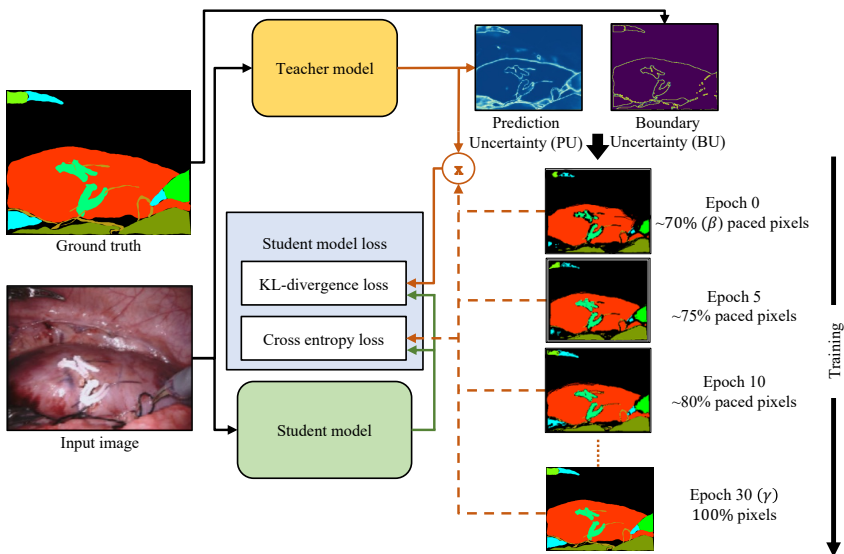 Teacher model
Prediction
Uncertainty (PU)
Boundary
Uncertainty (BU)
Ground truth
x
Epoch 0
~70% (β) paced pixels
Student model loss
KL-divergence loss
Cross entropy loss
Epoch 5
~75% paced pixels
Training
Epoch 10
~80% paced pixels
Student model
Input image
Epoch 30 (γ)
100% pixels